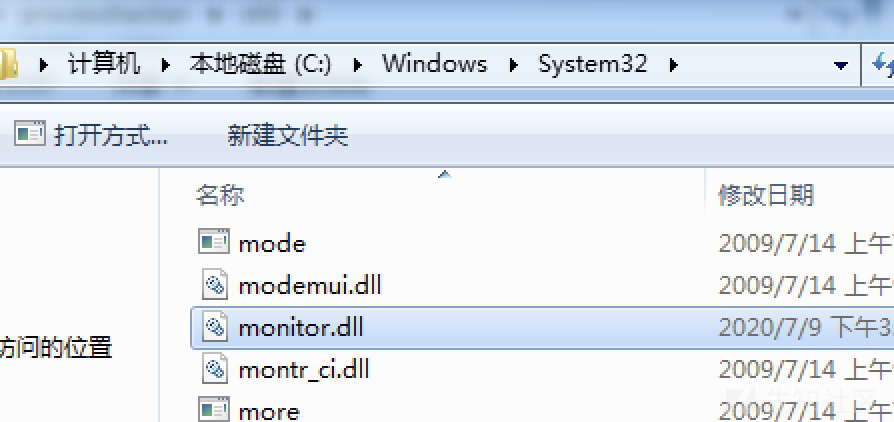 计算机 本地磁盘 (C:) Windows System32
打开方式... 新建文件夹
名称 修改日期
mode 2009/7/14 上午
modemui.dll 2009/7/14 上午
monitor.dll 2020/7/9 下午3
访问的位置
montr_ci.dll 2009/7/14 上午
more 2009/7/14 上午